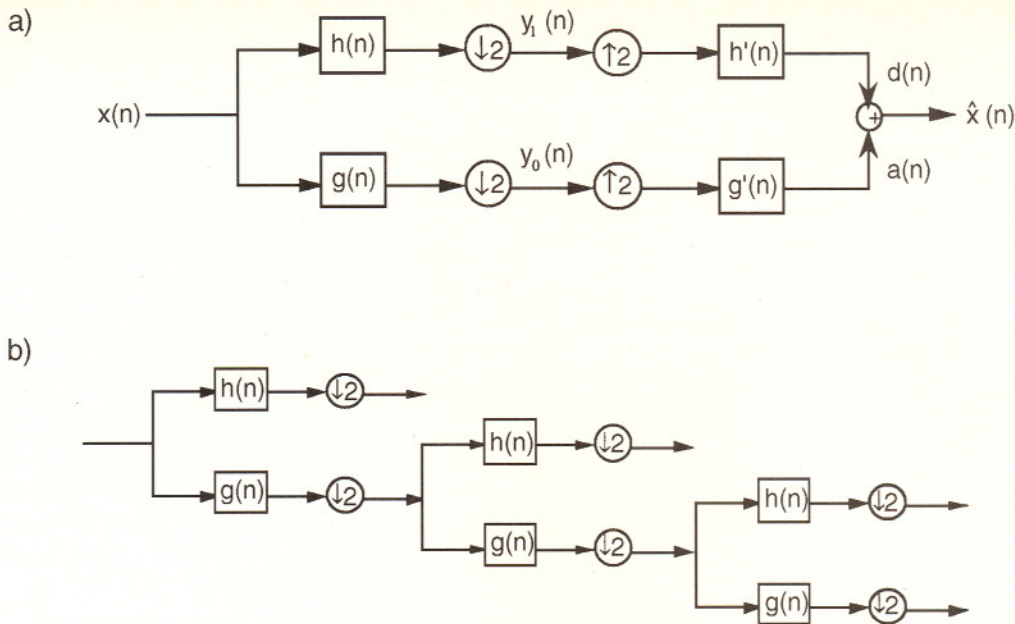 a)
y₁(n)
h(n) ↓2 ↑2 h'(n)
d(n)
x(n) + x̂(n)
y₀(n)
g(n) ↓2 ↑2 g'(n)
a(n)
b)
h(n) ↓2
h(n) ↓2
g(n) ↓2
h(n) ↓2
g(n) ↓2
g(n) ↓2